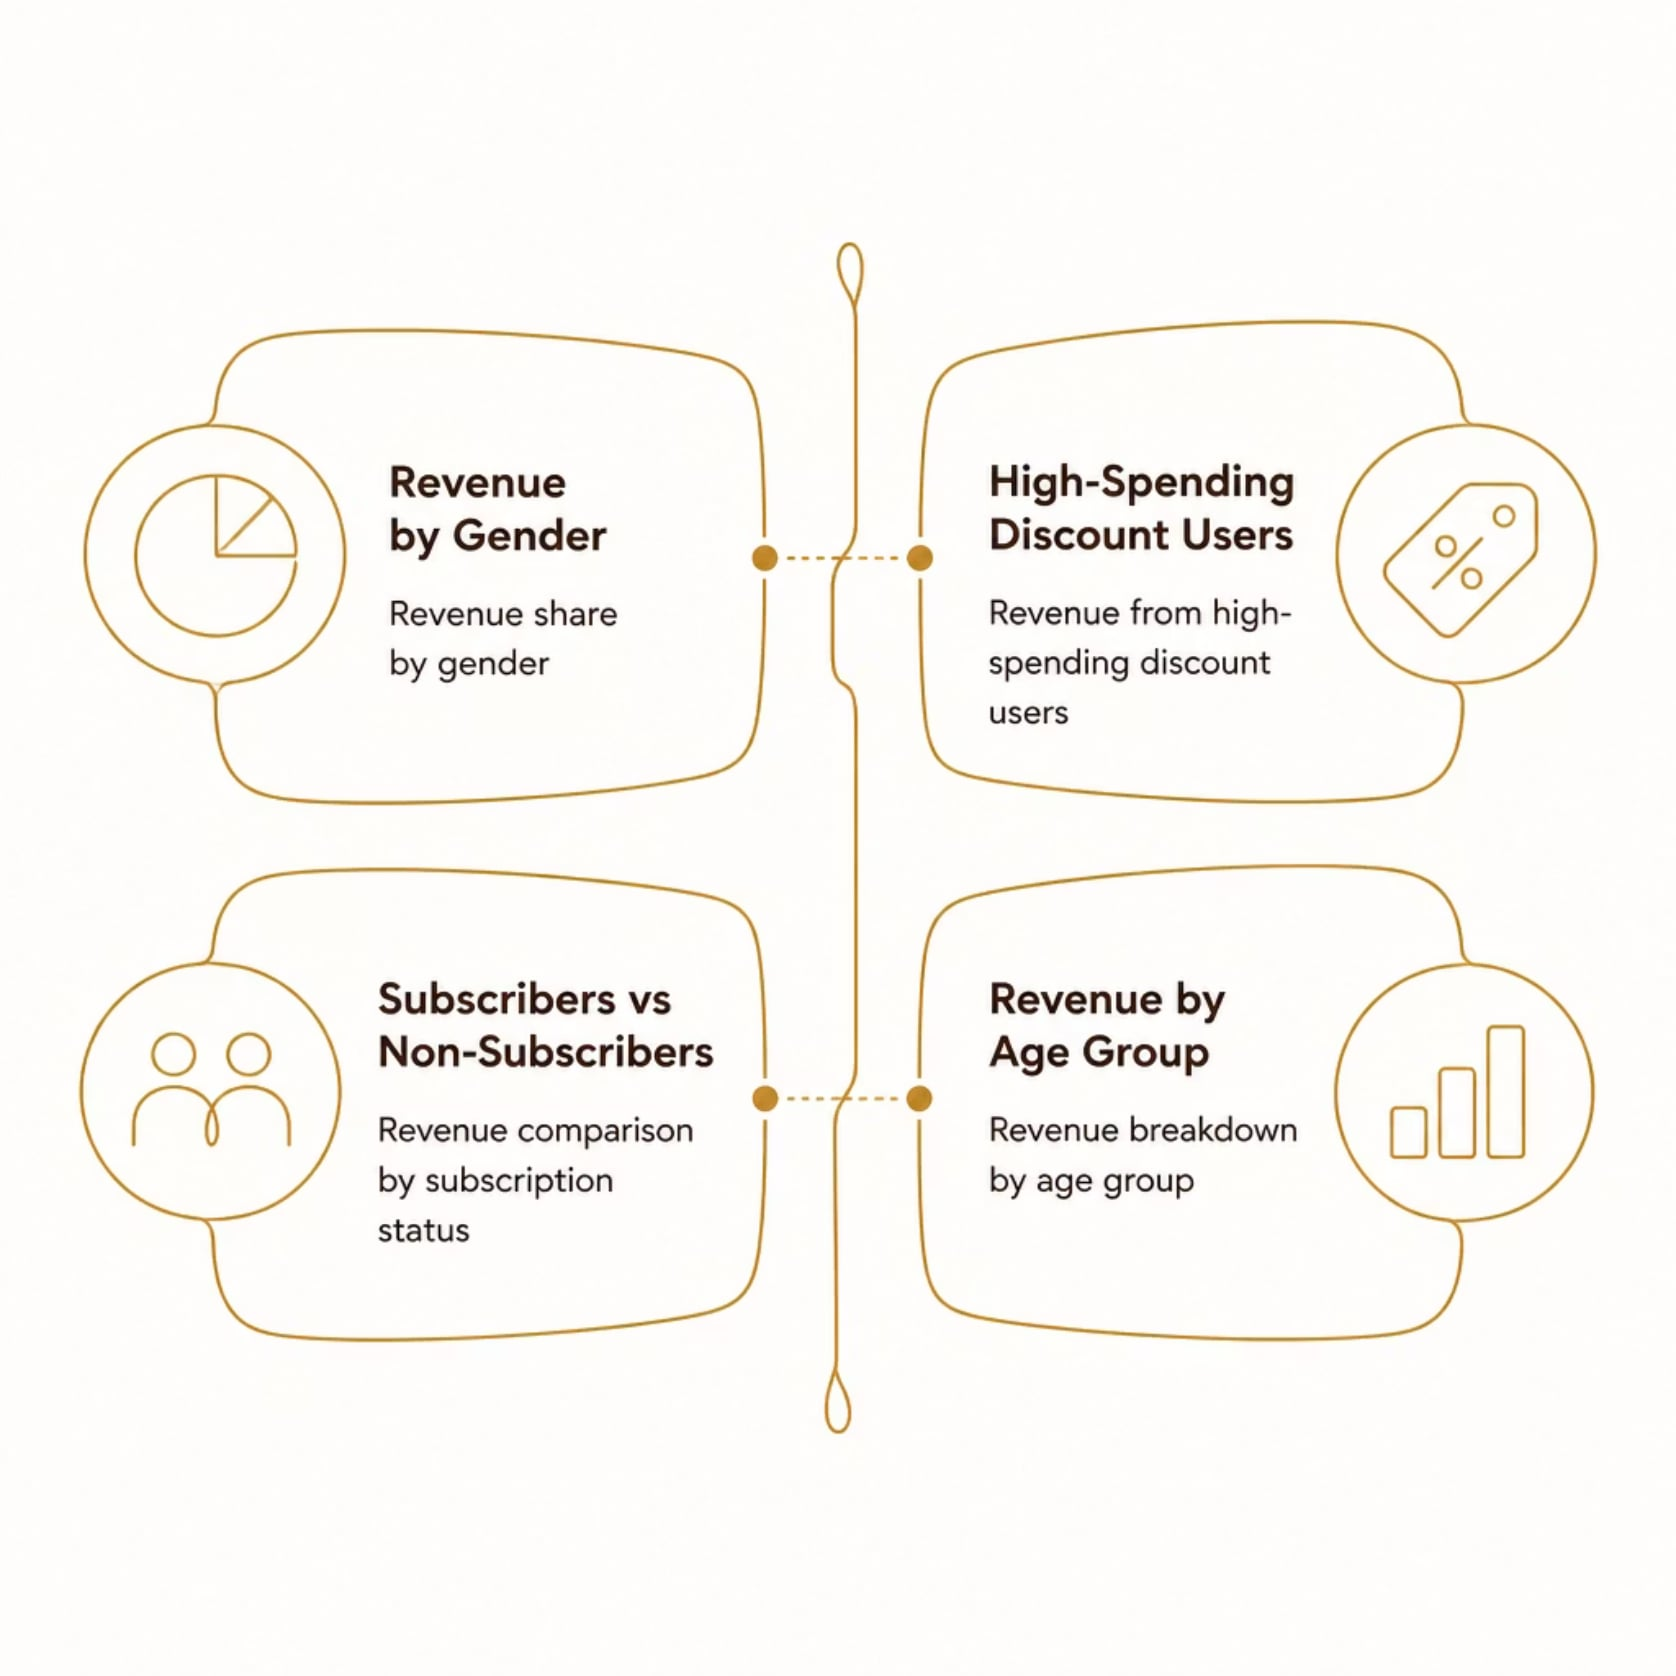 Revenue
by Gender
Revenue share
by gender
High-Spending
Discount Users
Revenue from high-
spending discount
users
Subscribers vs
Non-Subscribers
Revenue comparison
by subscription
status
Revenue by
Age Group
Revenue breakdown
by age group